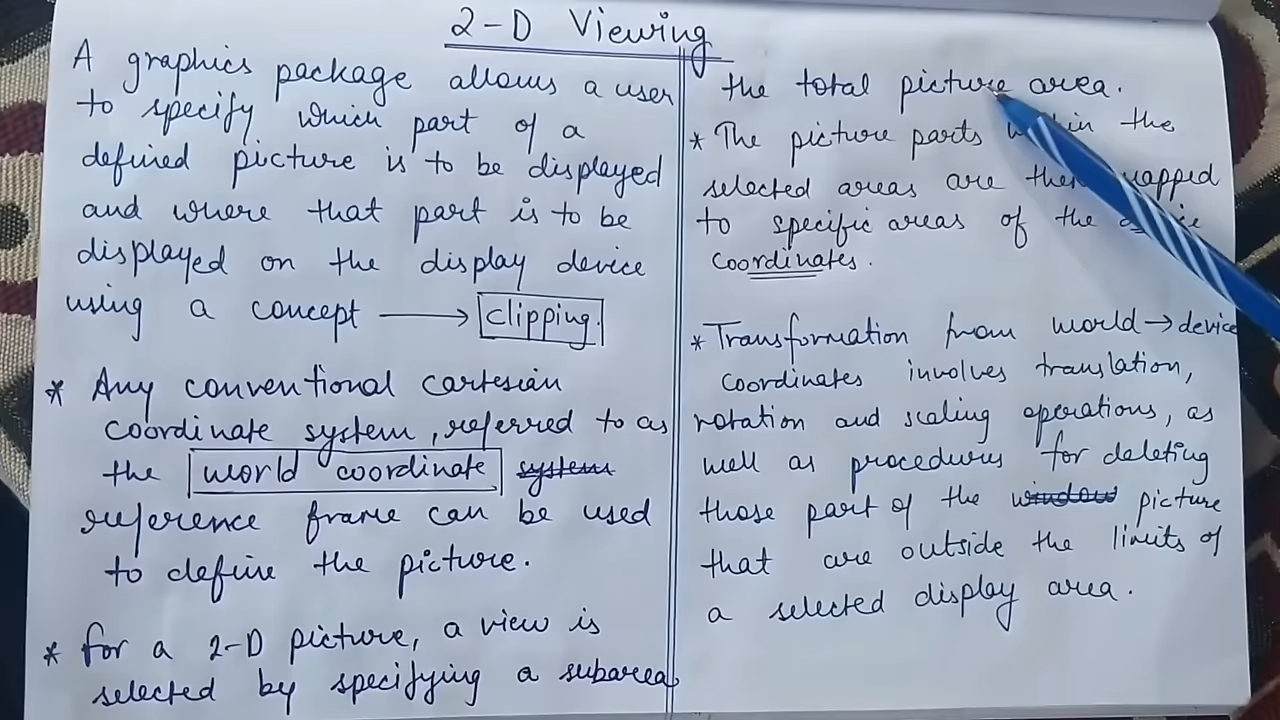 2-D Viewing
A graphics package allows a user
to specify which part of a
defined picture is to be displayed
and where that part is to be
displayed on the display device
using a concept → clipping.
* Any conventional cartesian
coordinate system, referred to as
the world coordinate system
reference frame can be used
to define the picture.
* for a 2-D picture, a view is
selected by specifying a subarea
the total picture area.
* The picture parts the
selected areas are
to specific areas of the
coordinates.
* Transformation from world → device
coordinates involves translation,
rotation and scaling operations, as
well as procedures for deleting
those part of the window picture
that are outside the limits of
a selected display area.